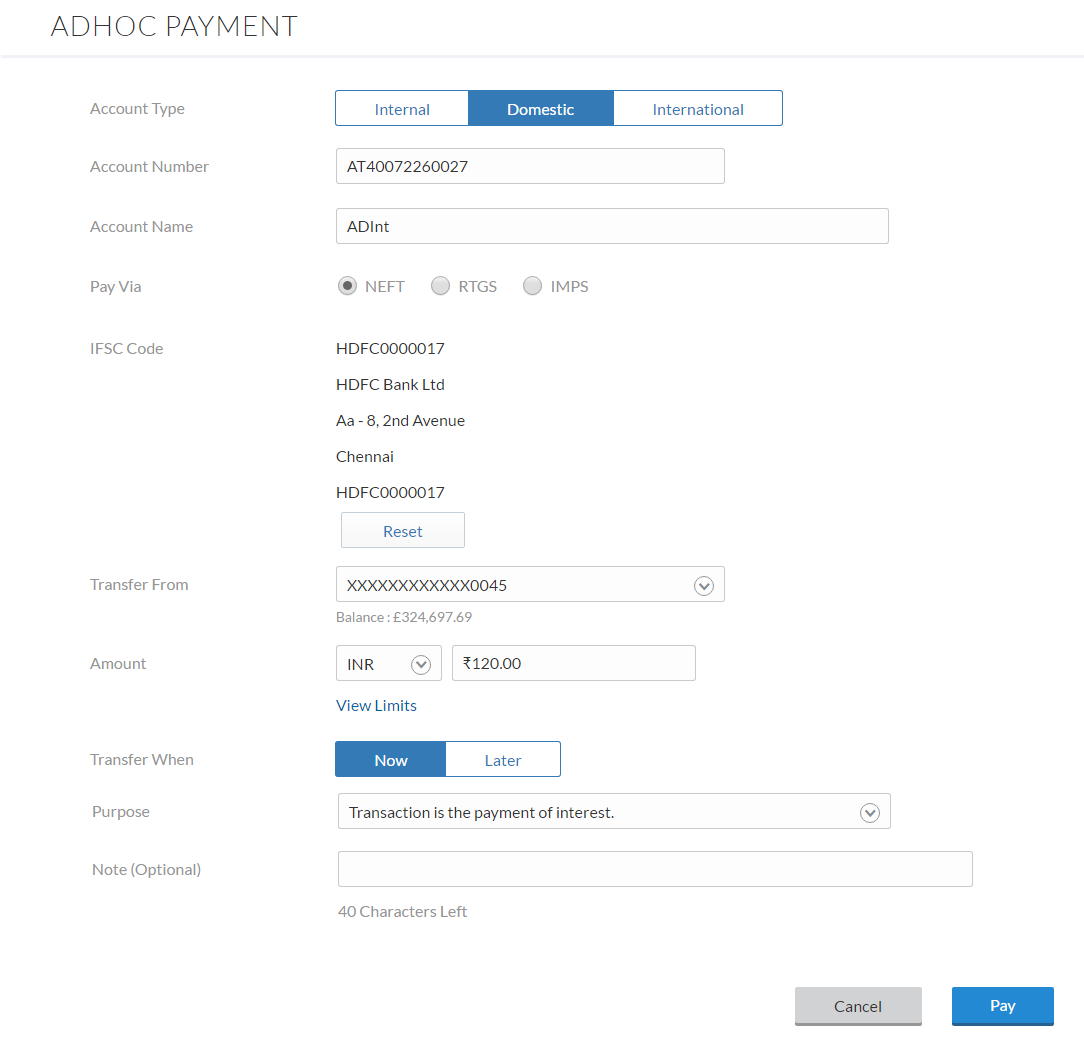 ADHOC PAYMENT
Account Type Internal Domestic International
Account Number AT40072260027
Account Name ADInt
Pay Via NEFT RTGS IMPS
IFSC Code HDFC0000017
HDFC Bank Ltd
Aa - 8, 2nd Avenue
Chennai
HDFC0000017
Reset
Transfer From XXXXXXXXXXXX0045
Balance : £324,697.69
Amount INR ₹120.00
View Limits
Transfer When Now Later
Purpose Transaction is the payment of interest.
Note (Optional)
40 Characters Left
Cancel Pay